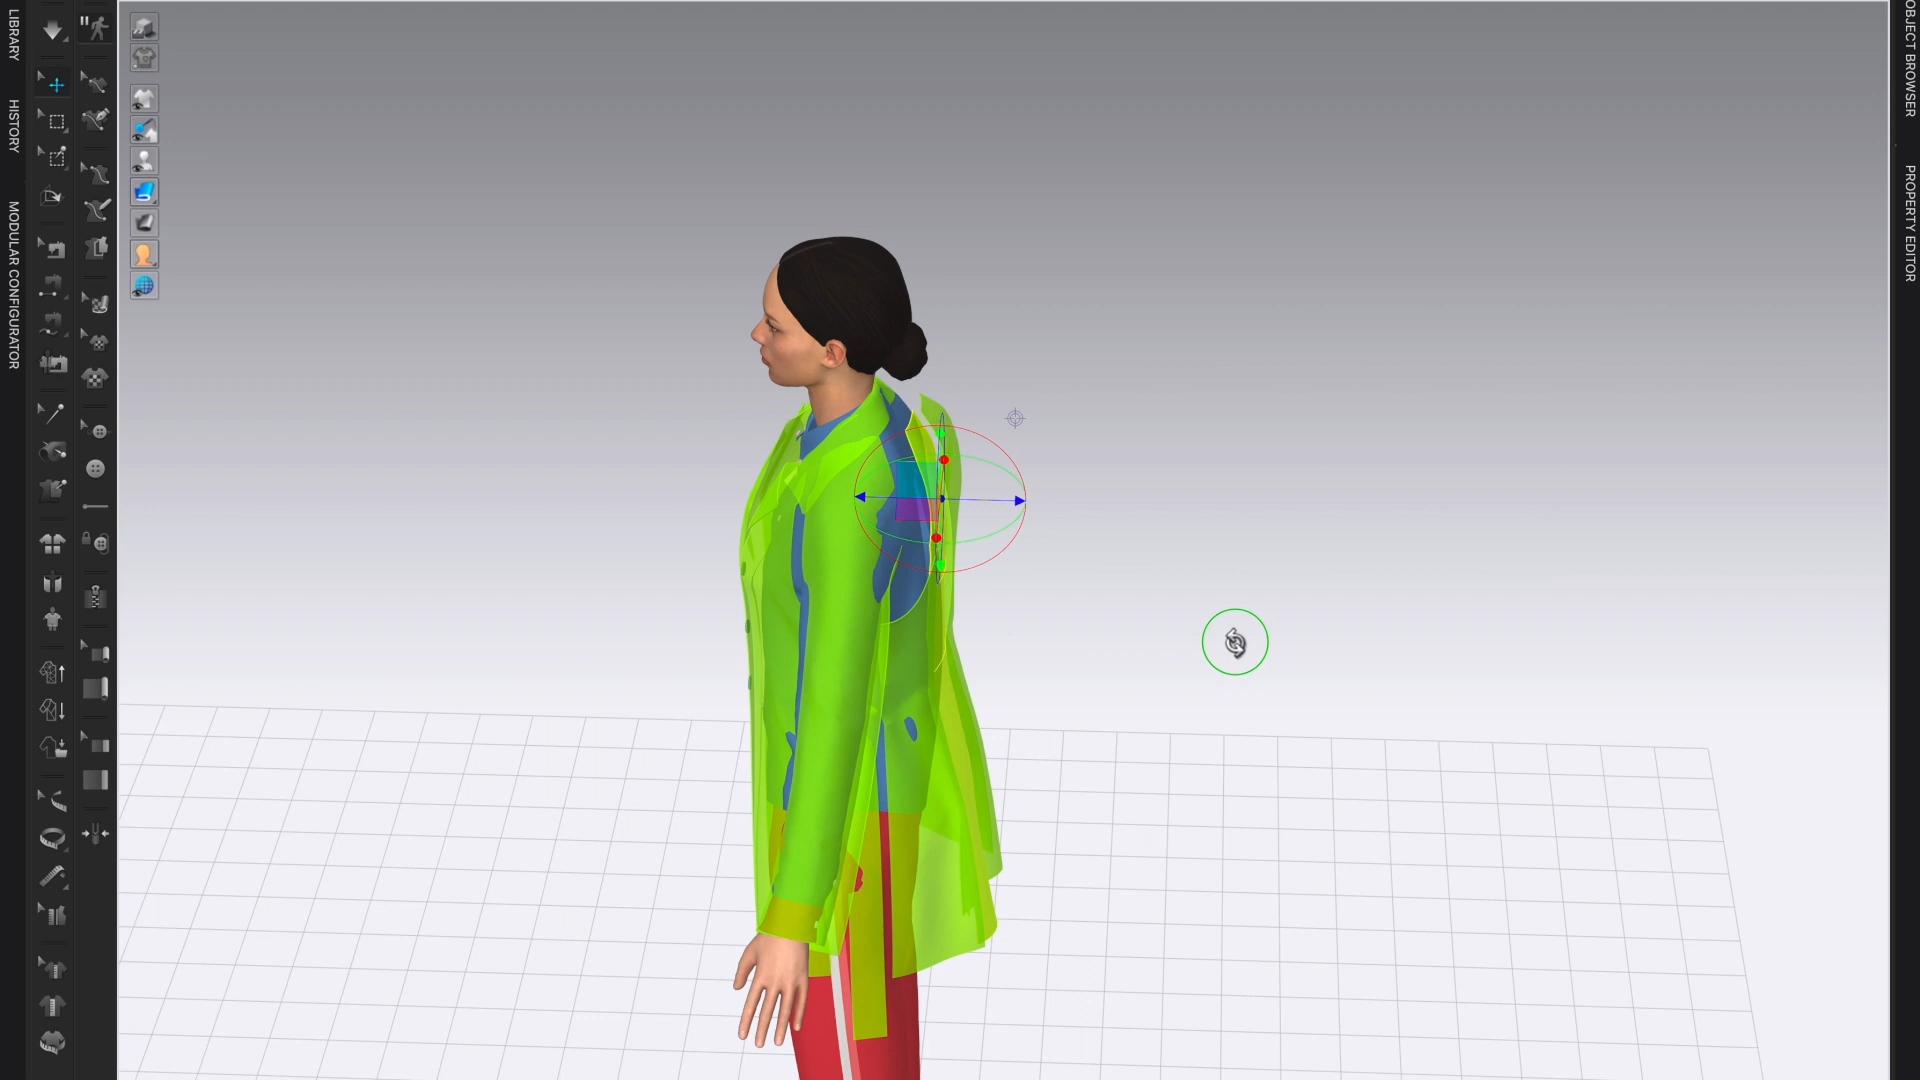 LIBRARY
HISTORY
MODULAR CONFIGURATOR
OBJECT BROWSER
PROPERTY EDITOR